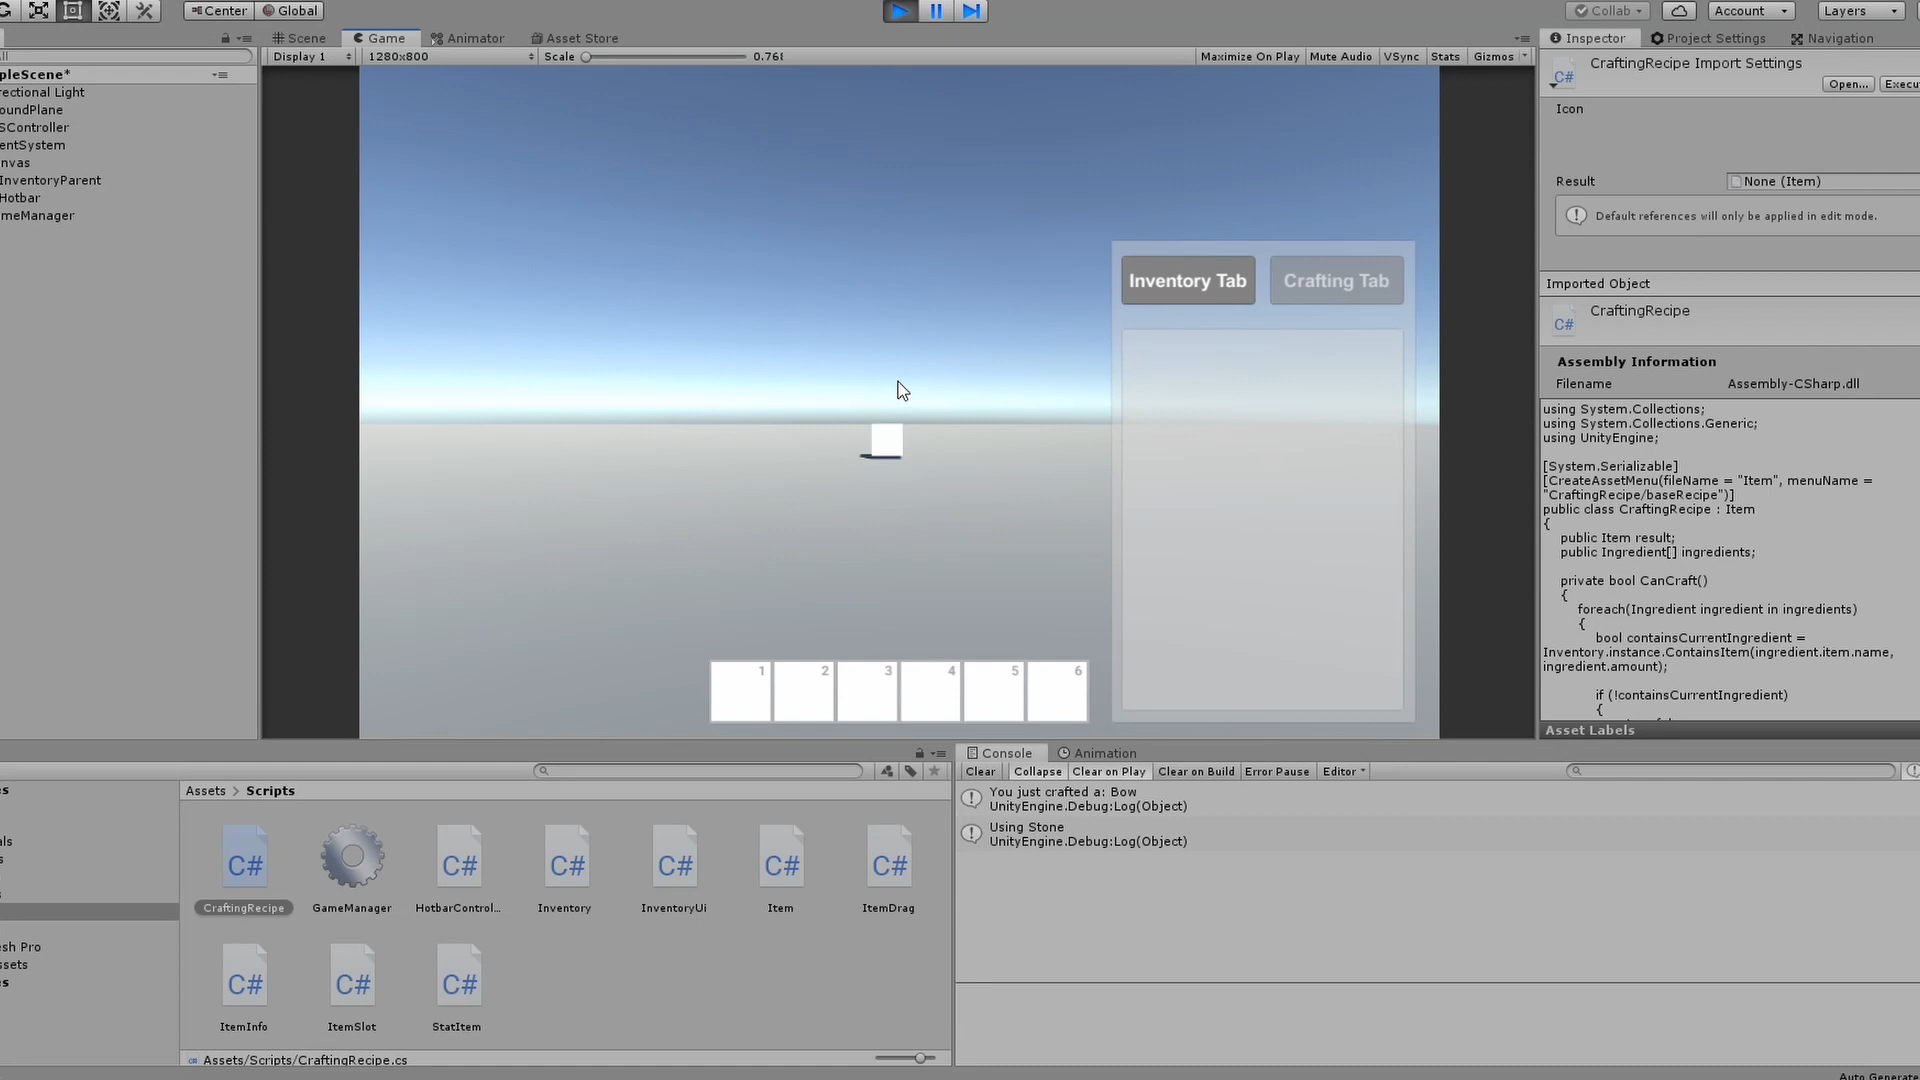 Center
Global
Collab
Account
Layers
Scene
Game
Animator
Asset Store
Inspector
Project Settings
Navigation
Display 1
1280x800
Scale
0.768
Maximize On Play
Mute Audio
VSync
Stats
Gizmos
pleScene*
rectional Light
oundPlane
SController
entSystem
nvas
InventoryParent
Hotbar
meManager
Inventory Tab
Crafting Tab
1
2
3
4
5
6
C#
CraftingRecipe Import Settings
Open...
Execu
Icon
Result
None (Item)
Default references will only be applied in edit mode.
Imported Object
C#
CraftingRecipe
Assembly Information
Filename
Assembly-CSharp.dll
using System.Collections;
using System.Collections.Generic;
using UnityEngine;
[System.Serializable]
[CreateAssetMenu(fileName = "Item", menuName =
"CraftingRecipe/baseRecipe")]
public class CraftingRecipe : Item
{
public Item result;
public Ingredient[] ingredients;
private bool CanCraft()
{
foreach(Ingredient ingredient in ingredients)
{
bool containsCurrentIngredient =
Inventory.instance.ContainsItem(ingredient.item.name,
ingredient.amount);
if (!containsCurrentIngredient)
{
Asset Labels
Console
Animation
Clear
Collapse
Clear on Play
Clear on Build
Error Pause
Editor
You just crafted a: Bow
UnityEngine.Debug:Log(Object)
Using Stone
UnityEngine.Debug:Log(Object)
Assets > Scripts
C#
C#
C#
C#
C#
C#
CraftingRecipe
GameManager
HotbarControl...
Inventory
InventoryUi
Item
ItemDrag
C#
C#
C#
ItemInfo
ItemSlot
StatItem
Assets/Scripts/CraftingRecipe.cs
esh Pro
ssets
Auto Generate